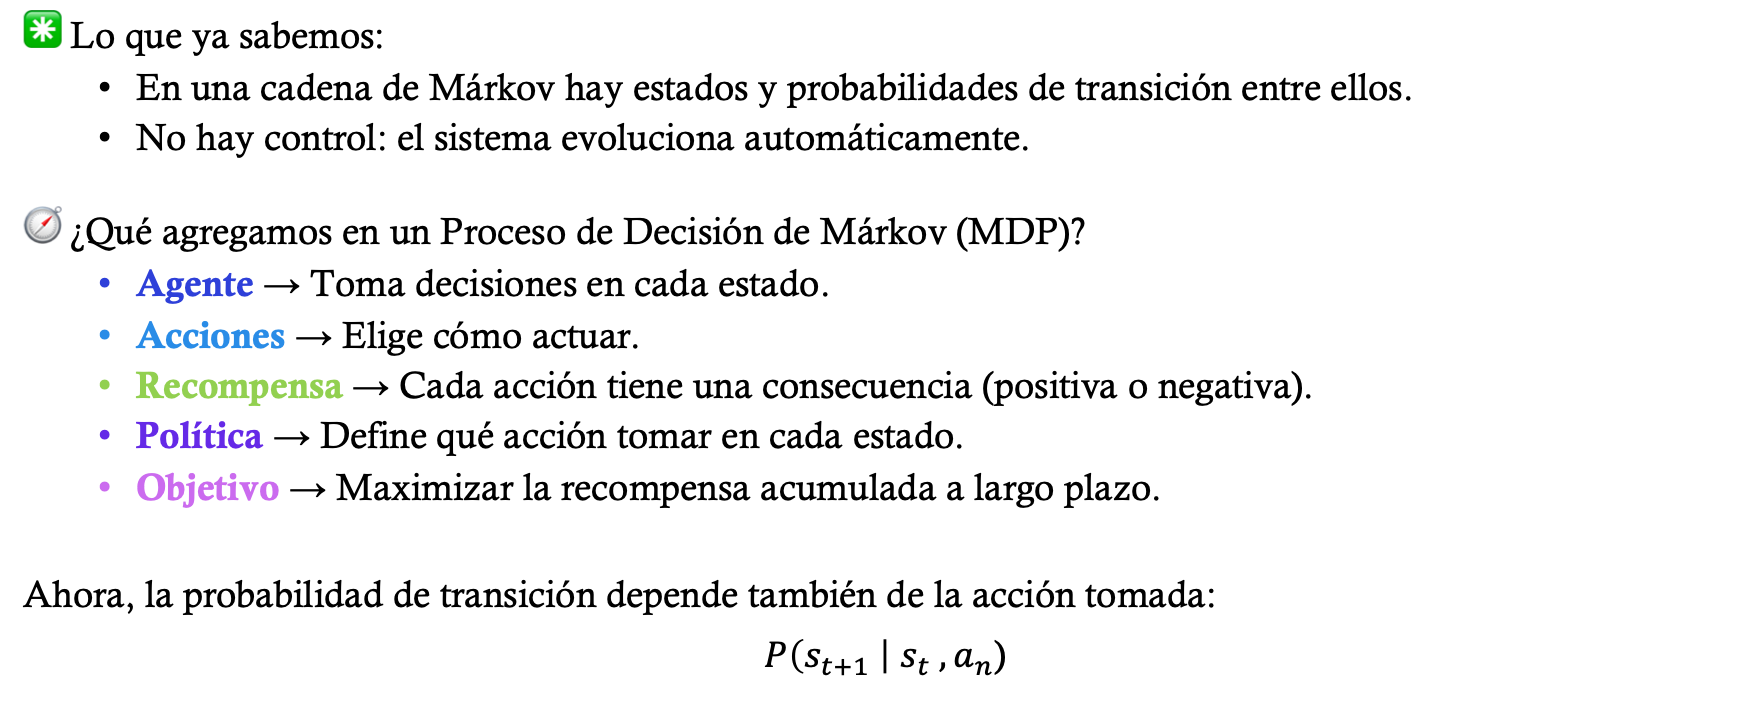 ✳️ Lo que ya sabemos:
• En una cadena de Márkov hay estados y probabilidades de transición entre ellos.
• No hay control: el sistema evoluciona automáticamente.
🧭 ¿Qué agregamos en un Proceso de Decisión de Márkov (MDP)?
• Agente → Toma decisiones en cada estado.
• Acciones → Elige cómo actuar.
• Recompensa → Cada acción tiene una consecuencia (positiva o negativa).
• Política → Define qué acción tomar en cada estado.
• Objetivo → Maximizar la recompensa acumulada a largo plazo.
Ahora, la probabilidad de transición depende también de la acción tomada:
P(s_{t+1} | s_t , a_n)